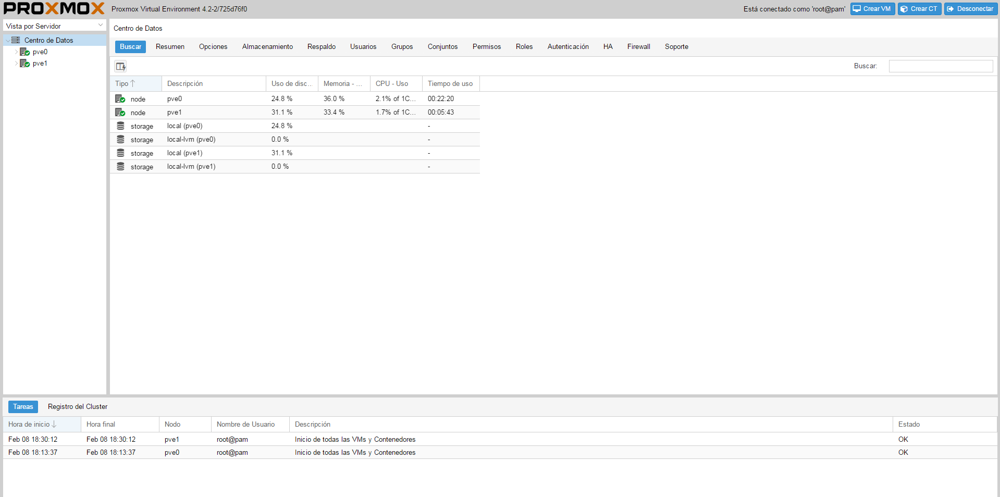 PROXMOX Proxmox Virtual Environment 4.2-2/725d76f0 Está conectado como 'root@pam' Crear VM Crear CT Desconectar
Vista por Servidor
Centro de Datos
pve0
pve1
Centro de Datos
Buscar Resumen Opciones Almacenamiento Respaldo Usuarios Grupos Conjuntos Permisos Roles Autenticación HA Firewall Soporte
Buscar:
Tipo Descripción Uso de disc... Memoria - ... CPU - Uso Tiempo de uso
node pve0 24.8 % 36.0 % 2.1% of 1C... 00:22:20
node pve1 31.1 % 33.4 % 1.7% of 1C... 00:05:43
storage local (pve0) 24.8 % -
storage local-lvm (pve0) 0.0 % -
storage local (pve1) 31.1 % -
storage local-lvm (pve1) 0.0 % -
Tareas Registro del Cluster
Hora de inicio Hora final Nodo Nombre de Usuario Descripción Estado
Feb 08 18:30:12 Feb 08 18:30:12 pve1 root@pam Inicio de todas las VMs y Contenedores OK
Feb 08 18:13:37 Feb 08 18:13:37 pve0 root@pam Inicio de todas las VMs y Contenedores OK